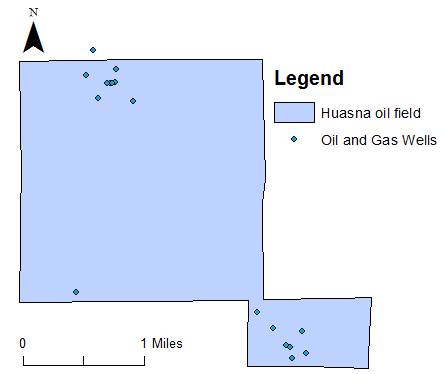 N
Legend
Huasna oil field
Oil and Gas Wells
0 1 Miles